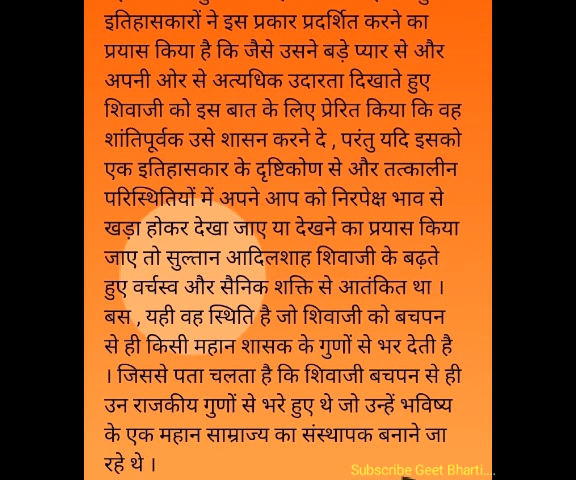 इतिहासकारों ने इस प्रकार प्रदर्शित करने का
प्रयास किया है कि जैसे उसने बड़े प्यार से और
अपनी ओर से अत्यधिक उदारता दिखाते हुए
शिवाजी को इस बात के लिए प्रेरित किया कि वह
शांतिपूर्वक उसे शासन करने दे , परंतु यदि इसको
एक इतिहासकार के दृष्टिकोण से और तत्कालीन
परिस्थितियों में अपने आप को निरपेक्ष भाव से
खड़ा होकर देखा जाए या देखने का प्रयास किया
जाए तो सुल्तान आदिलशाह शिवाजी के बढ़ते
हुए वर्चस्व और सैनिक शक्ति से आतंकित था ।
बस , यही वह स्थिति है जो शिवाजी को बचपन
से ही किसी महान शासक के गुणों से भर देती है
। जिससे पता चलता है कि शिवाजी बचपन से ही
उन राजकीय गुणों से भरे हुए थे जो उन्हें भविष्य
के एक महान साम्राज्य का संस्थापक बनाने जा
रहे थे ।
Subscribe Geet Bharti....